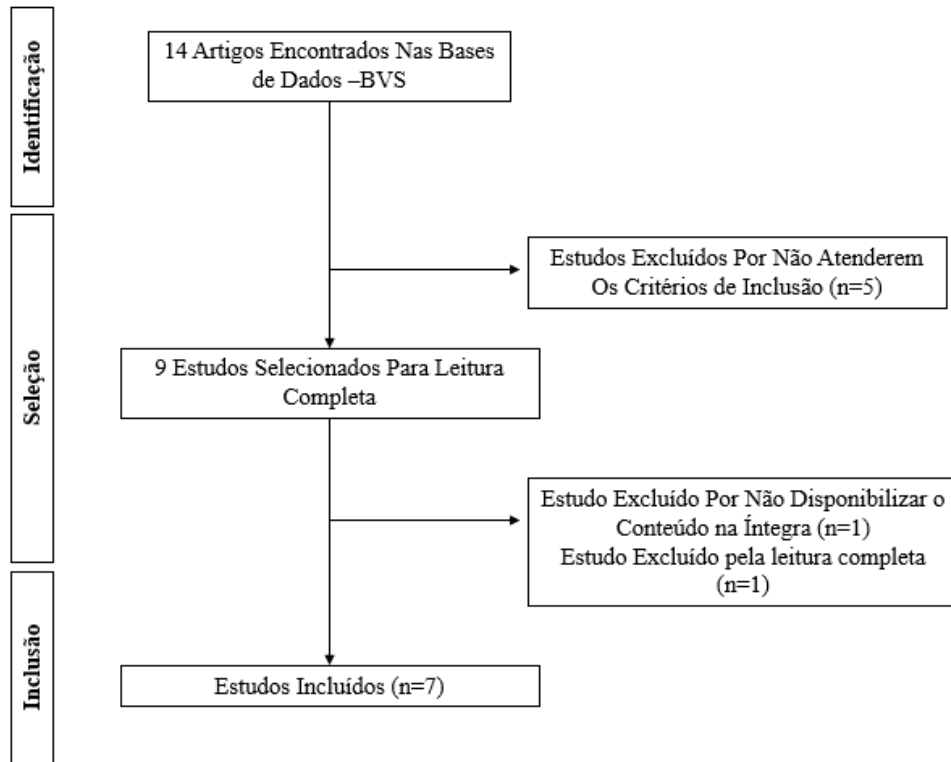 Identificação
14 Artigos Encontrados Nas Bases
de Dados –BVS
Seleção
Estudos Excluídos Por Não Atenderem
Os Critérios de Inclusão (n=5)
9 Estudos Selecionados Para Leitura
Completa
Estudo Excluído Por Não Disponibilizar o
Conteúdo na Íntegra (n=1)
Estudo Excluído pela leitura completa
(n=1)
Inclusão
Estudos Incluídos (n=7)